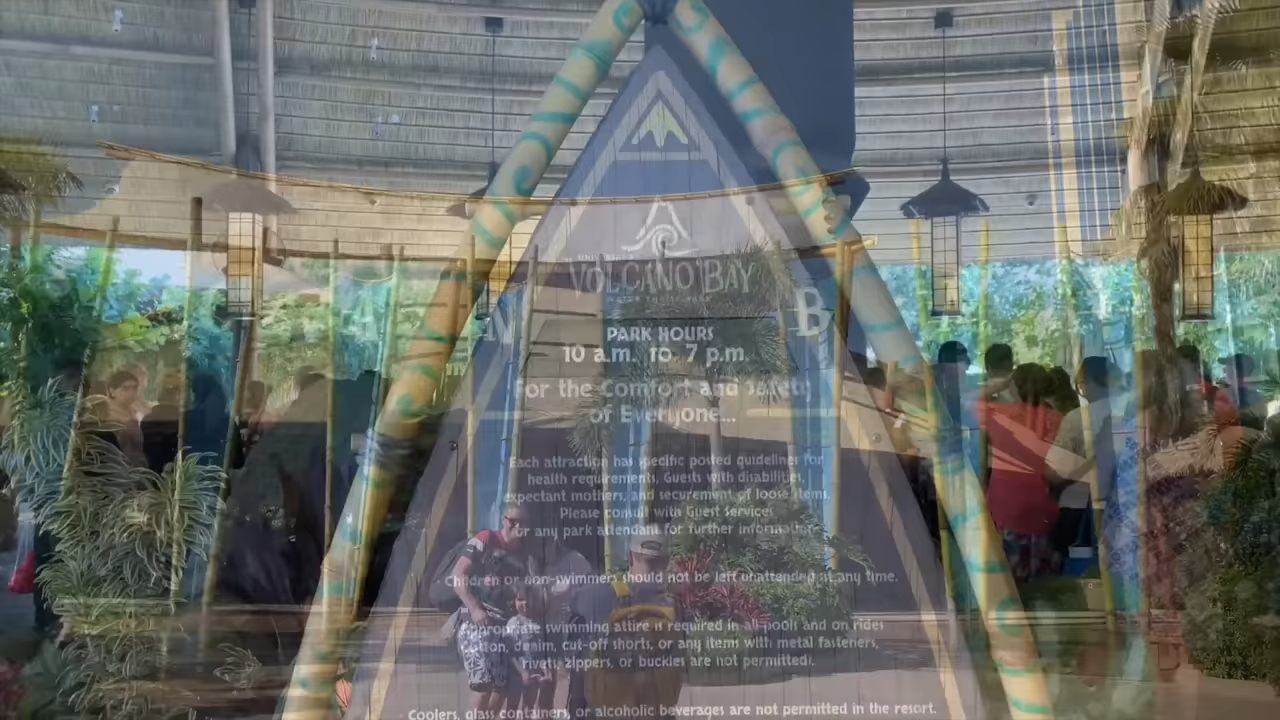 VOLCANO BAY
WATER THEME PARK
PARK HOURS
10 a.m. to 7 p.m.
For the Comfort and Safety
of Everyone...
Each attraction has specific posted guidelines for
health requirements, Guests with disabilities,
expectant mothers, and securement of loose items.
Please consult with Guest Services
or any park attendant for further information.
Children or non-swimmers should not be left unattended at any time.
Appropriate swimming attire is required in all pools and on rides
cotton, denim, cut-off shorts, or any items with metal fasteners,
rivets, zippers, or buckles are not permitted).
Coolers, glass containers, or alcoholic beverages are not permitted in the resort.